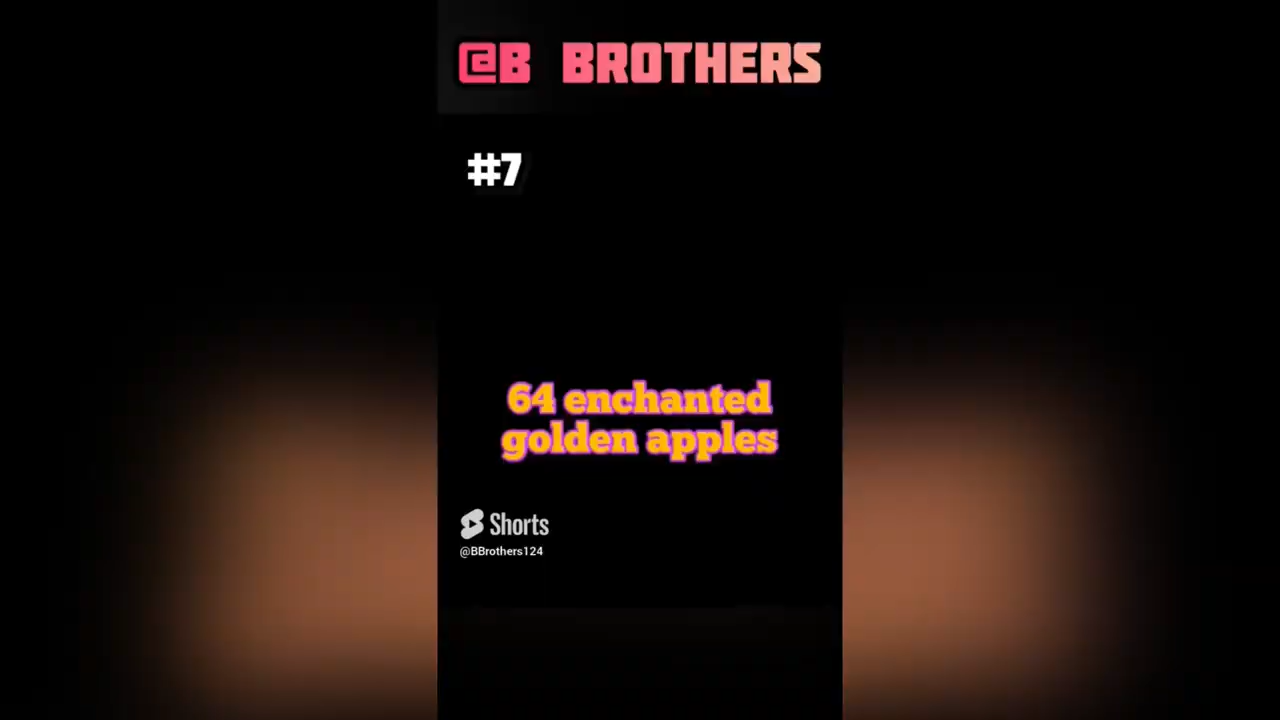 @B BROTHERS
#7
64 enchanted
golden apples
Shorts
@BBrothers124